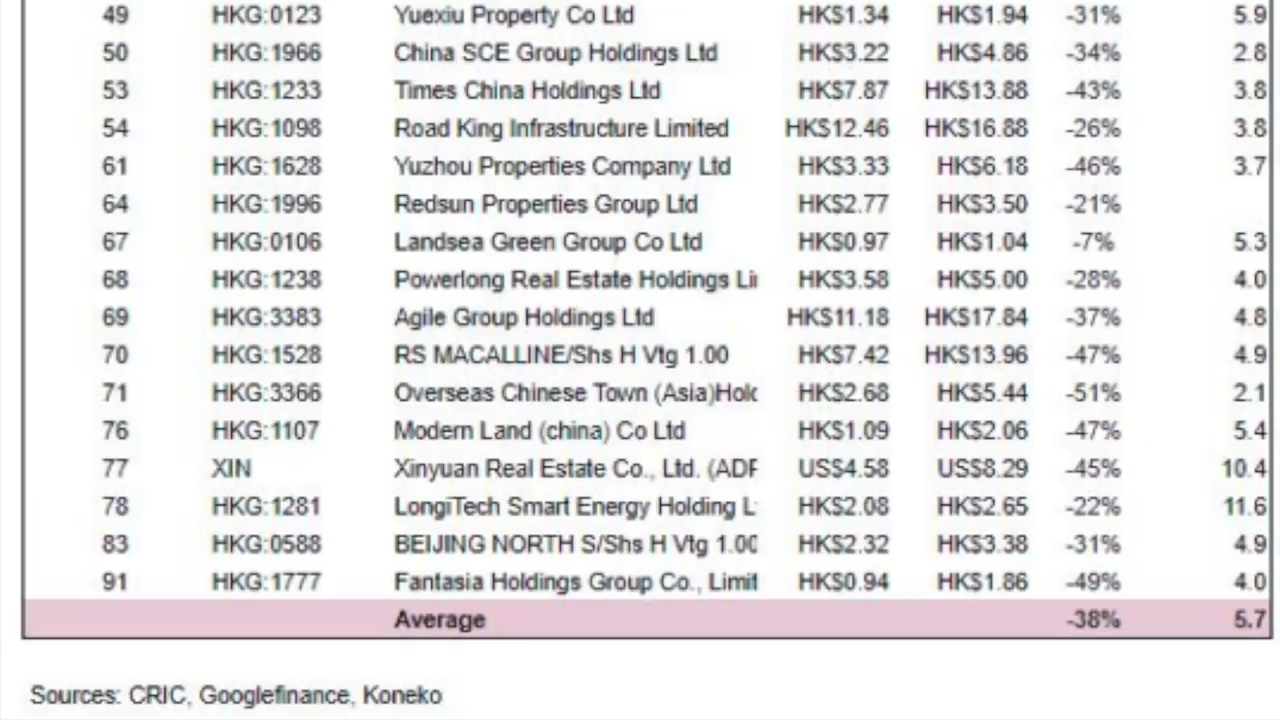 49 HKG:0123 Yuexiu Property Co Ltd HK$1.34 HK$1.94 -31% 5.9
50 HKG:1966 China SCE Group Holdings Ltd HK$3.22 HK$4.86 -34% 2.8
53 HKG:1233 Times China Holdings Ltd HK$7.87 HK$13.88 -43% 3.8
54 HKG:1098 Road King Infrastructure Limited HK$12.46 HK$16.88 -26% 3.8
61 HKG:1628 Yuzhou Properties Company Ltd HK$3.33 HK$6.18 -46% 3.7
64 HKG:1996 Redsun Properties Group Ltd HK$2.77 HK$3.50 -21%
67 HKG:0106 Landsea Green Group Co Ltd HK$0.97 HK$1.04 -7% 5.3
68 HKG:1238 Powerlong Real Estate Holdings Li HK$3.58 HK$5.00 -28% 4.0
69 HKG:3383 Agile Group Holdings Ltd HK$11.18 HK$17.84 -37% 4.8
70 HKG:1528 RS MACALLINE/Shs H Vtg 1.00 HK$7.42 HK$13.96 -47% 4.9
71 HKG:3366 Overseas Chinese Town (Asia)Hol HK$2.68 HK$5.44 -51% 2.1
76 HKG:1107 Modern Land (china) Co Ltd HK$1.09 HK$2.06 -47% 5.4
77 XIN Xinyuan Real Estate Co., Ltd. (AD US$4.58 US$8.29 -45% 10.4
78 HKG:1281 LongiTech Smart Energy Holding L HK$2.08 HK$2.65 -22% 11.6
83 HKG:0588 BEIJING NORTH S/Shs H Vtg 1.00 HK$2.32 HK$3.38 -31% 4.9
91 HKG:1777 Fantasia Holdings Group Co., Limit HK$0.94 HK$1.86 -49% 4.0
Average -38% 5.7
Sources: CRIC, Googlefinance, Koneko